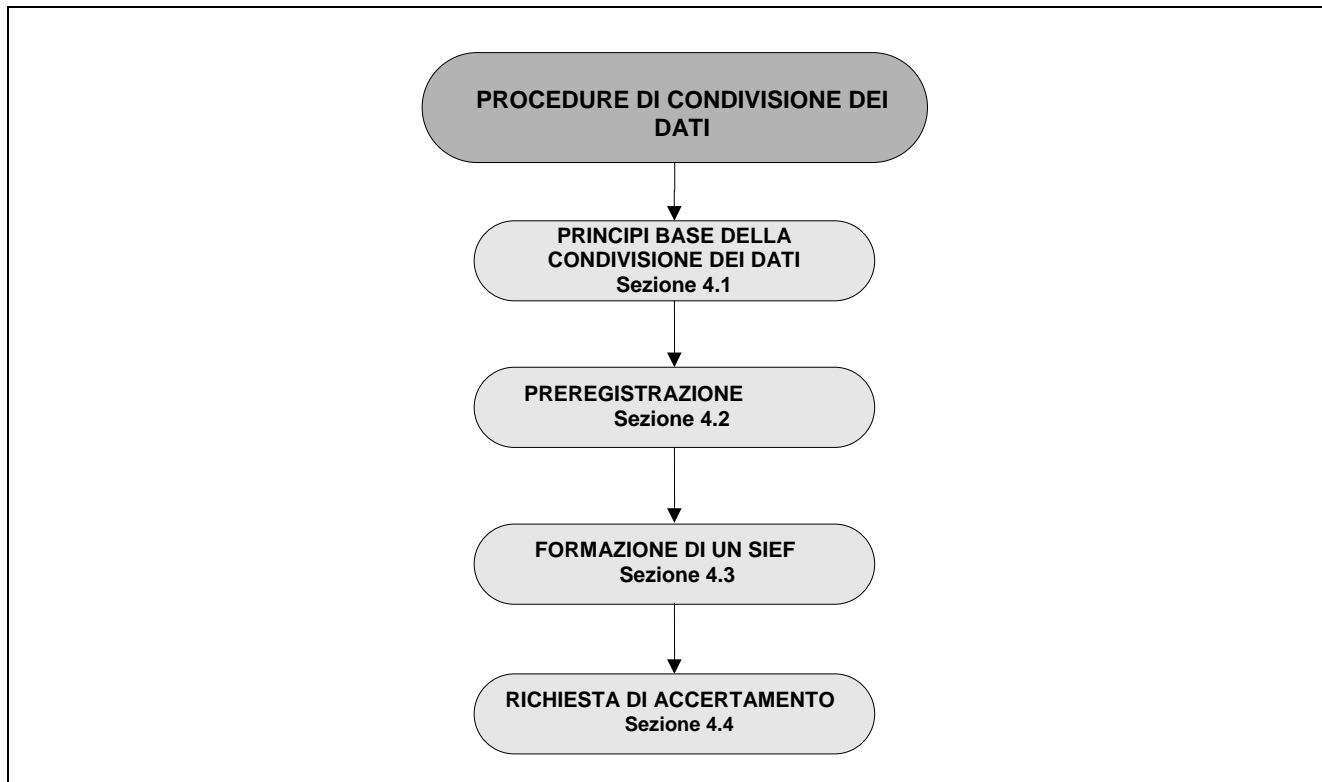 PROCEDURE DI CONDIVISIONE DEI
DATI
PRINCIPI BASE DELLA
CONDIVISIONE DEI DATI
Sezione 4.1
PREREGISTRAZIONE
Sezione 4.2
FORMAZIONE DI UN SIEF
Sezione 4.3
RICHIESTA DI ACCERTAMENTO
Sezione 4.4